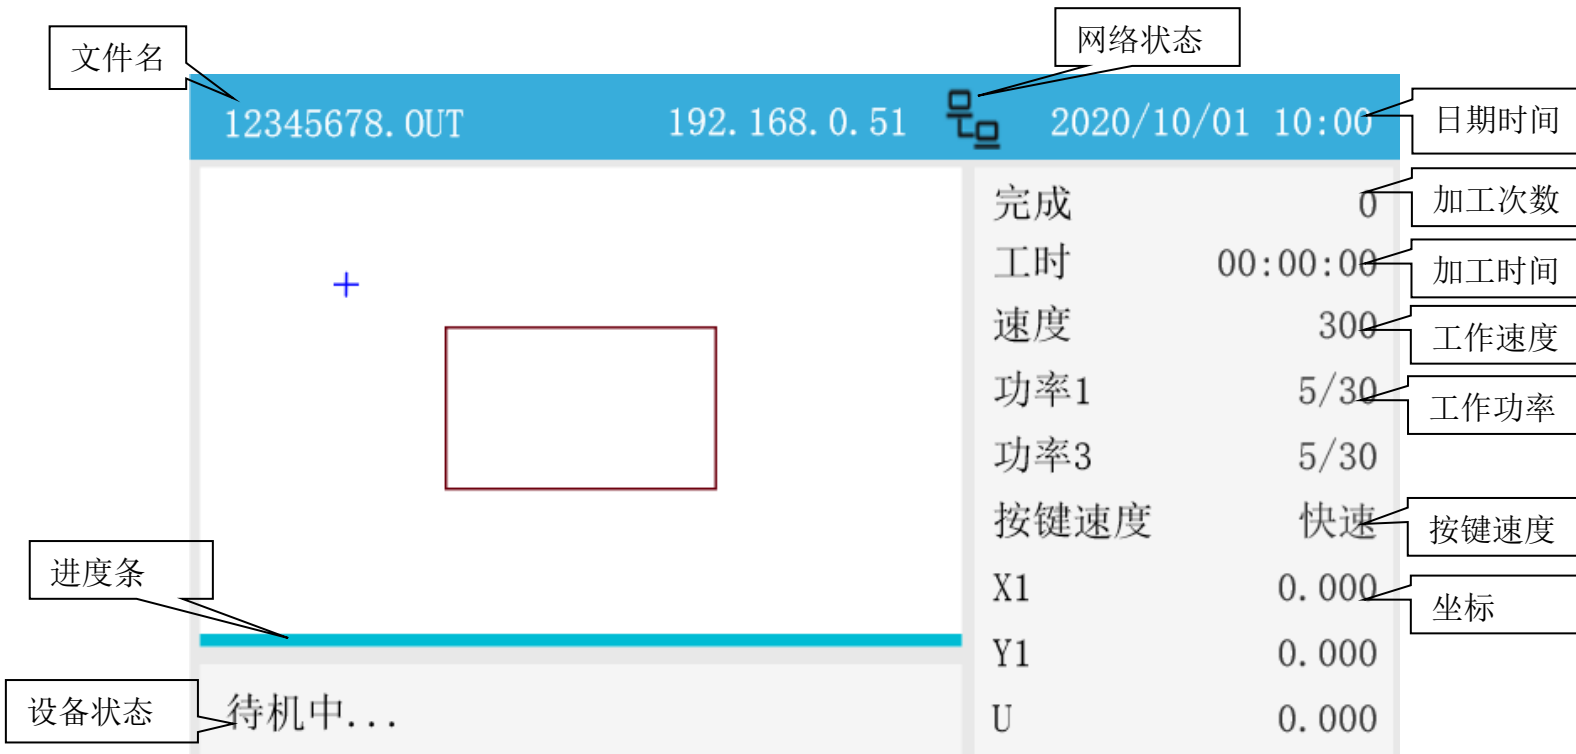 文件名
网络状态
12345678.OUT 192.168.0.51 2020/10/01 10:00
日期时间
完成 0
加工次数
工时 00:00:00
加工时间
速度 300
工作速度
功率1 5/30
工作功率
功率3 5/30
按键速度 快速
按键速度
进度条
X1 0.000
坐标
Y1 0.000
设备状态
待机中...
U 0.000